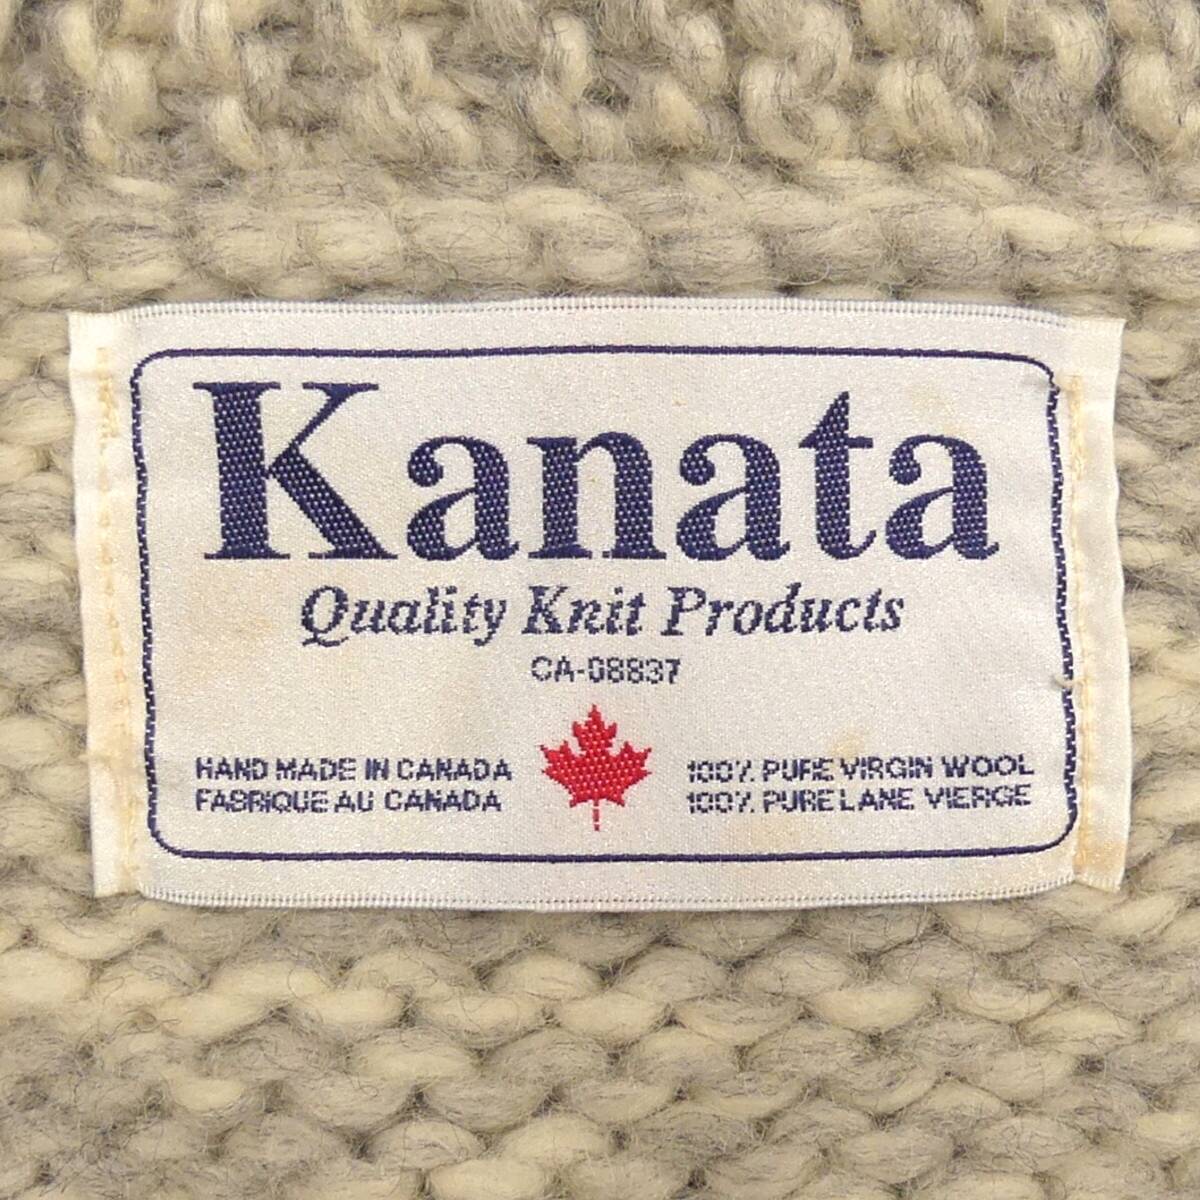 Kanata
Quality Knit Products
CA-08837
HAND MADE IN CANADA
FABRIQUE AU CANADA
100% PURE VIRGIN WOOL
100% PURE LANE VIERGE